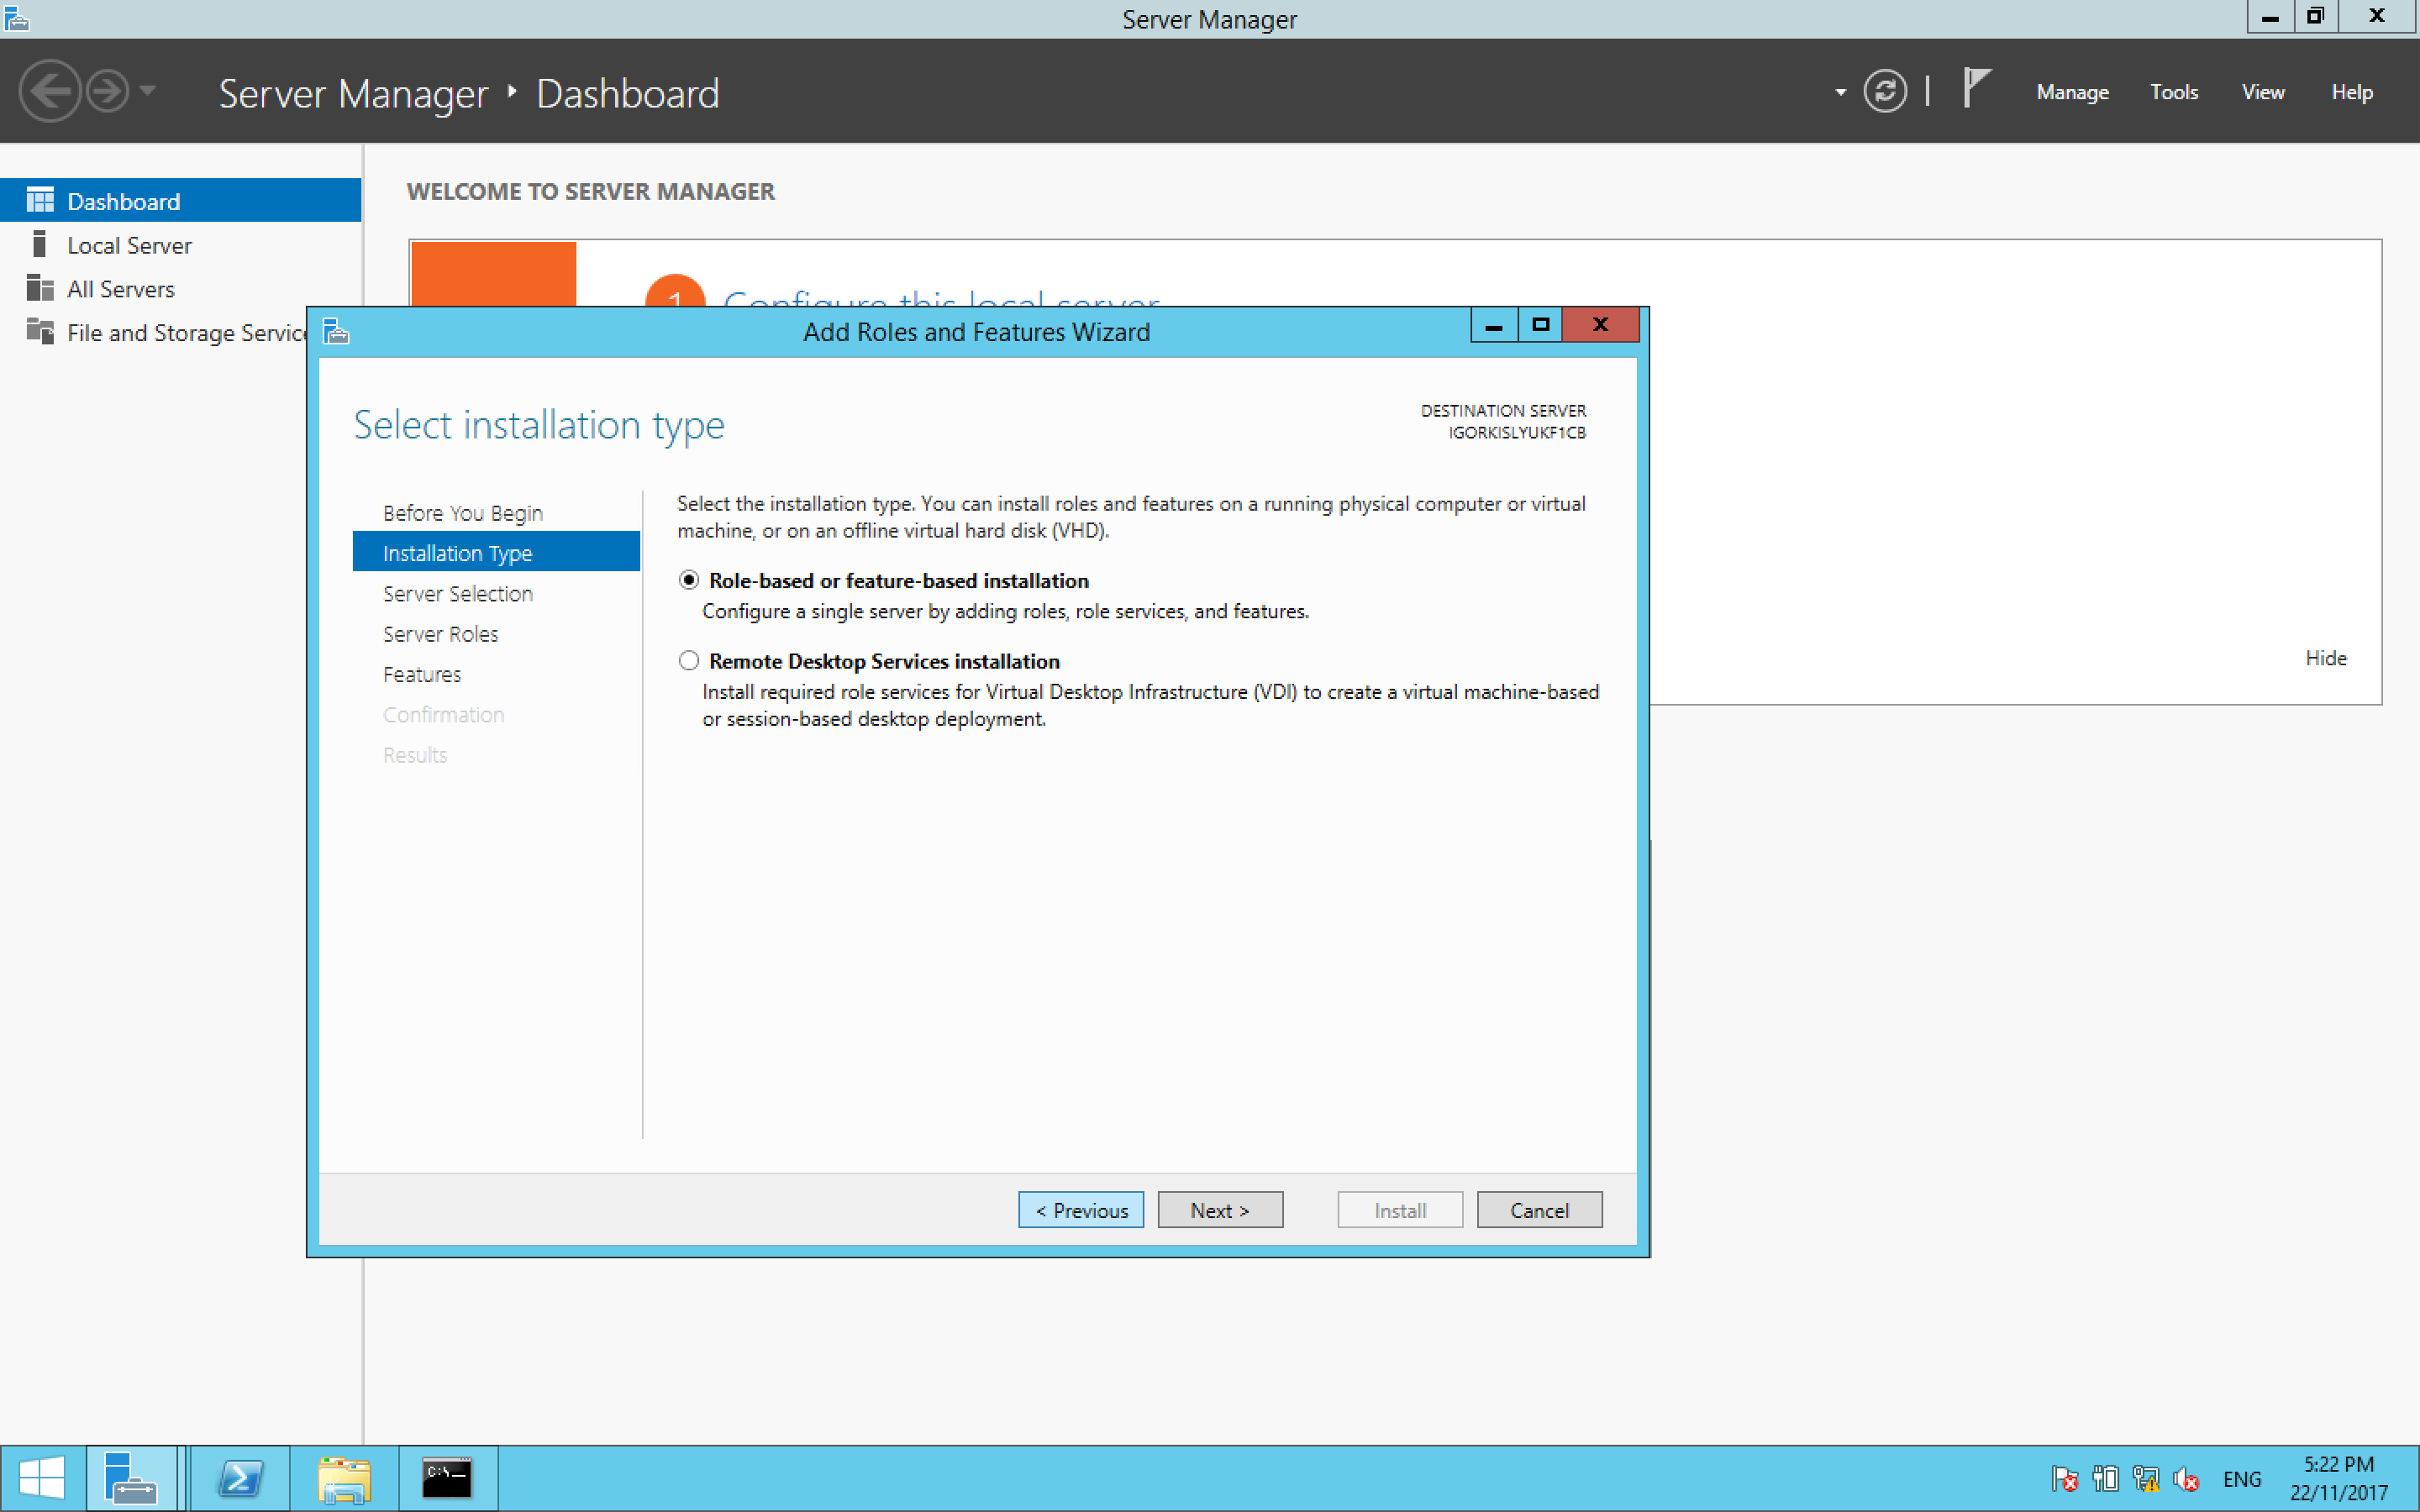 Server Manager
Server Manager ‣ Dashboard
Manage
Tools
View
Help
Dashboard
Local Server
All Servers
File and Storage Servic
WELCOME TO SERVER MANAGER
1
Configure this local server
Hide
Add Roles and Features Wizard
Select installation type
DESTINATION SERVER
IGORKISLYUKF1CB
Before You Begin
Installation Type
Server Selection
Server Roles
Features
Confirmation
Results
Select the installation type. You can install roles and features on a running physical computer or virtual
machine, or on an offline virtual hard disk (VHD).
Role-based or feature-based installation
Configure a single server by adding roles, role services, and features.
Remote Desktop Services installation
Install required role services for Virtual Desktop Infrastructure (VDI) to create a virtual machine-based
or session-based desktop deployment.
< Previous
Next >
Install
Cancel
C:\_
ENG
5:22 PM
22/11/2017